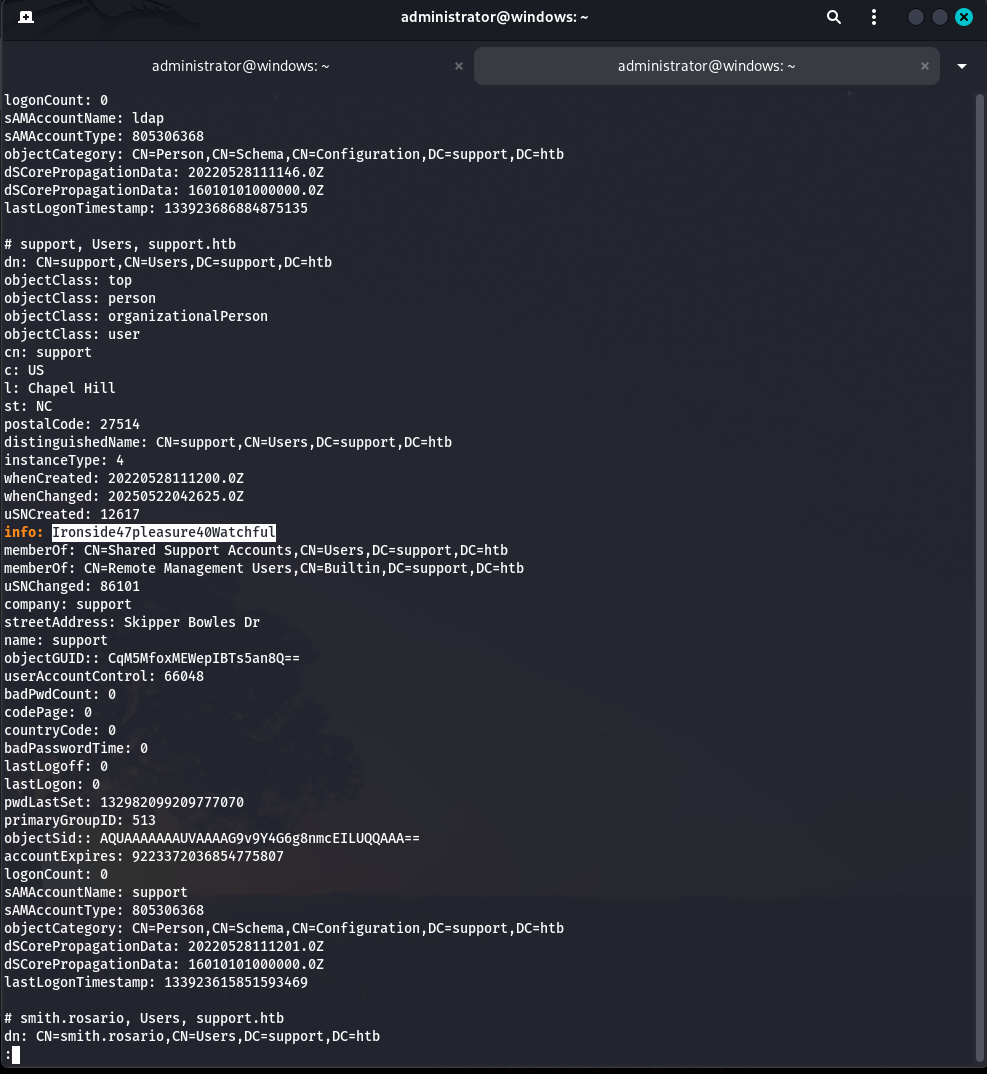 administrator@windows: ~
administrator@windows: ~
administrator@windows: ~
logonCount: 0
sAMAccountName: ldap
sAMAccountType: 805306368
objectCategory: CN=Person,CN=Schema,CN=Configuration,DC=support,DC=htb
dSCorePropagationData: 20220528111146.0Z
dSCorePropagationData: 16010101000000.0Z
lastLogonTimestamp: 133923686884875135
# support, Users, support.htb
dn: CN=support,CN=Users,DC=support,DC=htb
objectClass: top
objectClass: person
objectClass: organizationalPerson
objectClass: user
cn: support
c: US
l: Chapel Hill
st: NC
postalCode: 27514
distinguishedName: CN=support,CN=Users,DC=support,DC=htb
instanceType: 4
whenCreated: 20220528111200.0Z
whenChanged: 20250522042625.0Z
uSNCreated: 12617
info: Ironside47pleasure40Watchful
memberOf: CN=Shared Support Accounts,CN=Users,DC=support,DC=htb
memberOf: CN=Remote Management Users,CN=Builtin,DC=support,DC=htb
uSNChanged: 86101
company: support
streetAddress: Skipper Bowles Dr
name: support
objectGUID:: CqM5MfoxMEWepIBTs5an8Q==
userAccountControl: 66048
badPwdCount: 0
codePage: 0
countryCode: 0
badPasswordTime: 0
lastLogoff: 0
lastLogon: 0
pwdLastSet: 132982099209777070
primaryGroupID: 513
objectSid:: AQUAAAAAAAUVAAAAG9v9Y4G6g8nmcEILUQQAAA==
accountExpires: 9223372036854775807
logonCount: 0
sAMAccountName: support
sAMAccountType: 805306368
objectCategory: CN=Person,CN=Schema,CN=Configuration,DC=support,DC=htb
dSCorePropagationData: 20220528111201.0Z
dSCorePropagationData: 16010101000000.0Z
lastLogonTimestamp: 133923615851593469
# smith.rosario, Users, support.htb
dn: CN=smith.rosario,CN=Users,DC=support,DC=htb
: